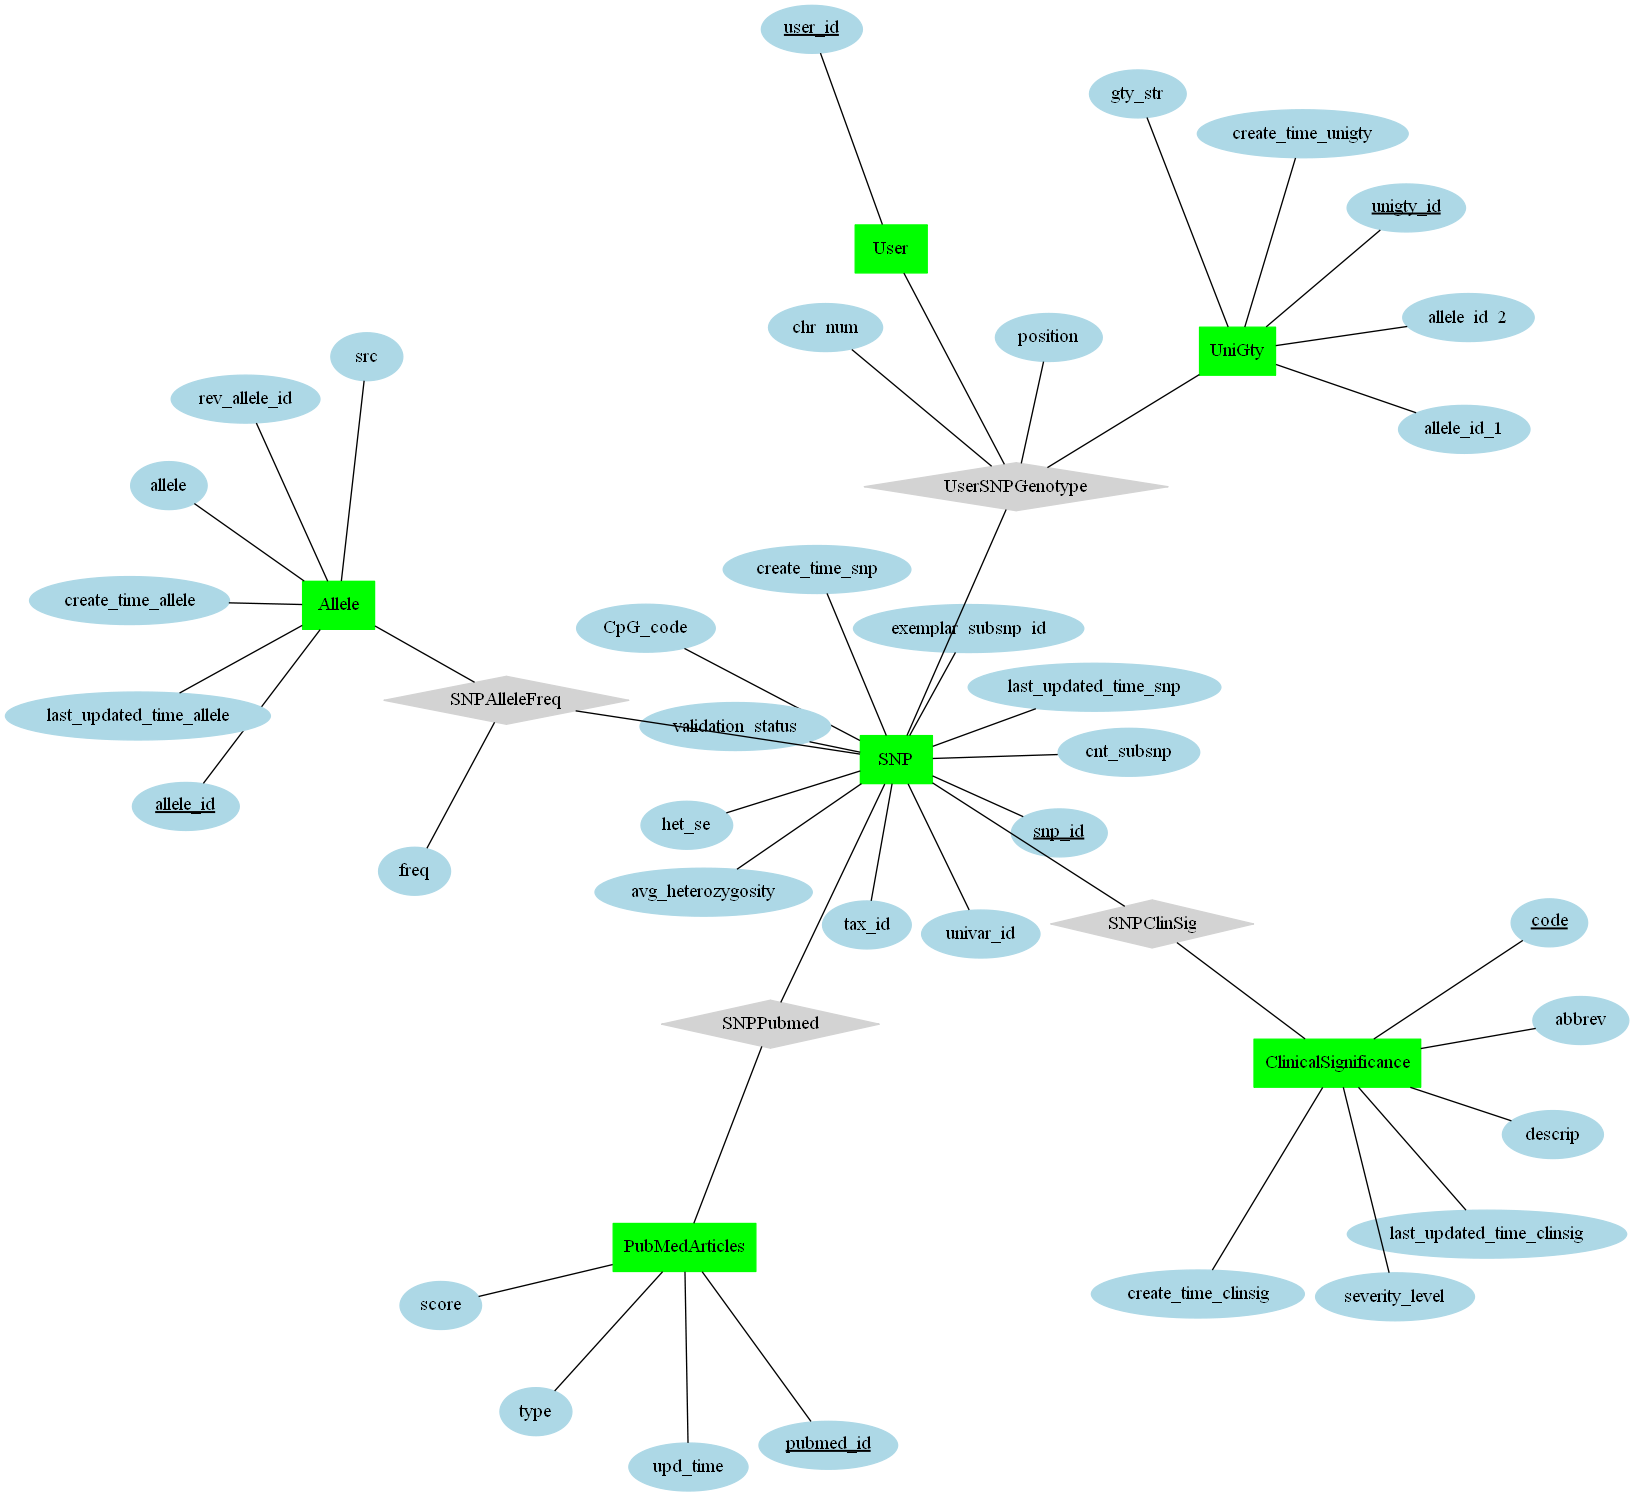 user_id
gty_str
create_time_unigty
unigty_id
User
allele_id_2
chr_num
position
UniGty
src
rev_allele_id
allele_id_1
allele
UserSNPGenotype
create_time_snp
create_time_allele
Allele
CpG_code
exemplar_subsnp_id
last_updated_time_snp
SNPAlleleFreq
last_updated_time_allele
validation_status
cnt_subsnp
SNP
allele_id
het_se
snp_id
freq
avg_heterozygosity
tax_id
univar_id
SNPClinSig
code
SNPPubmed
abbrev
ClinicalSignificance
descrip
last_updated_time_clinsig
PubMedArticles
create_time_clinsig
severity_level
score
type
pubmed_id
upd_time